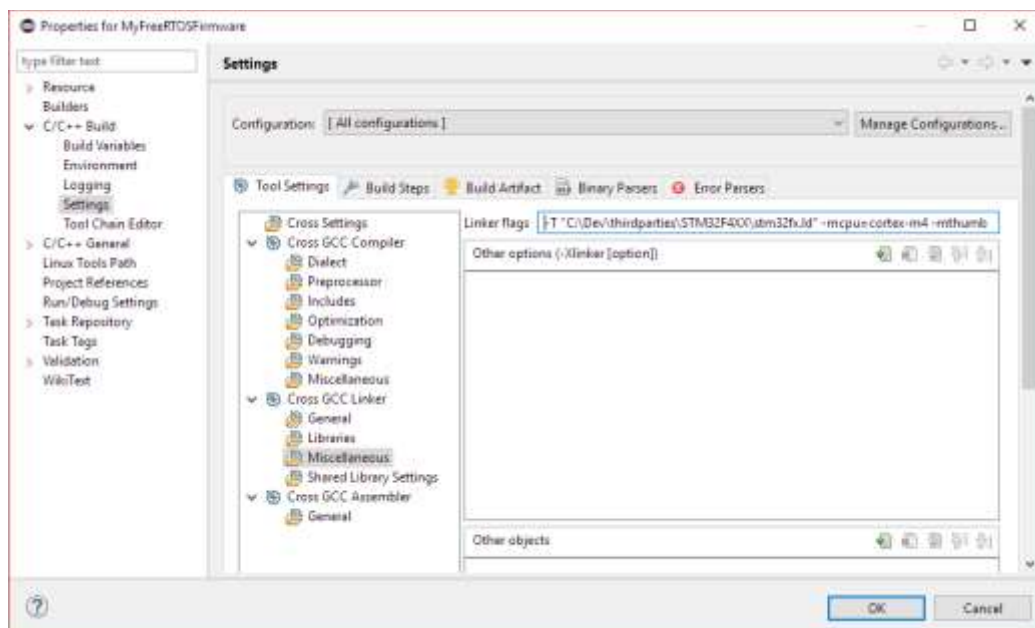 Properties for MyFreeRTOSFirmware
type filter text
Resource
Builders
C/C++ Build
Build Variables
Environment
Logging
Settings
Tool Chain Editor
C/C++ General
Linux Tools Path
Project References
Run/Debug Settings
Task Repository
Task Tags
Validation
WikiText
Settings
Configuration: [ All configurations ]
Manage Configurations...
Tool Settings
Build Steps
Build Artifact
Binary Parsers
Error Parsers
Cross Settings
Cross GCC Compiler
Dialect
Preprocessor
Includes
Optimization
Debugging
Warnings
Miscellaneous
Cross GCC Linker
General
Libraries
Miscellaneous
Shared Library Settings
Cross GCC Assembler
General
Linker flags -T "C:\Dev\thirdparties\STM32F4XX\stm32fx.ld" -mcpu=cortex-m4 -mthumb
Other options (-Xlinker [option])
Other objects
?
OK
Cancel